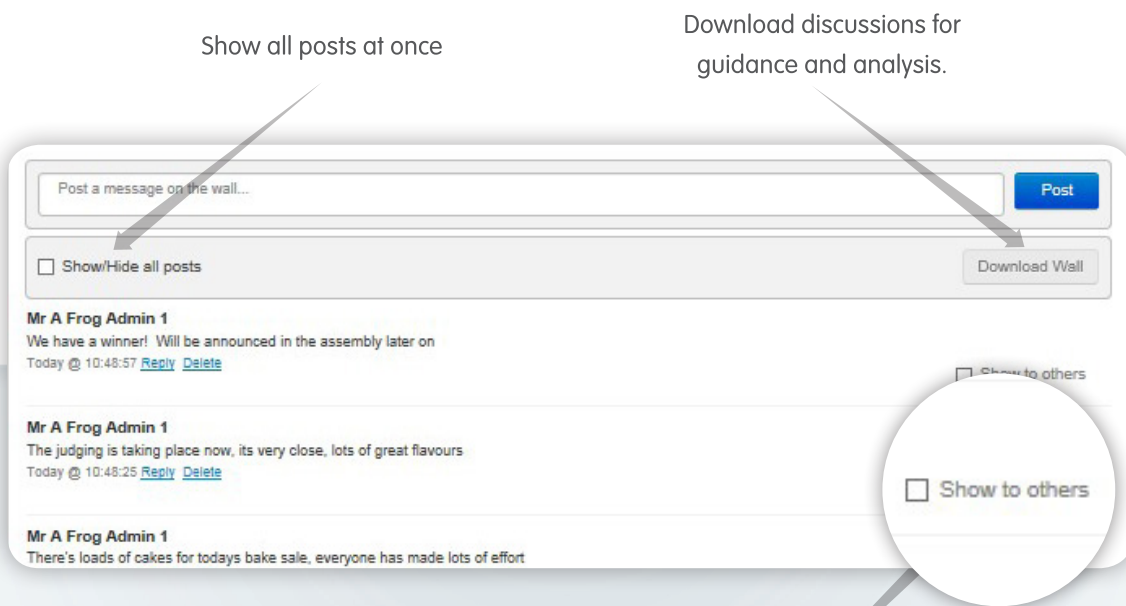 Show all posts at once
Download discussions for
guidance and analysis.
Post a message on the wall...
Post
Show/Hide all posts
Download Wall
Mr A Frog Admin 1
We have a winner!  Will be announced in the assembly later on
Today @ 10:48:57 Reply Delete
Show to others
Mr A Frog Admin 1
The judging is taking place now, its very close, lots of great flavours
Today @ 10:48:25 Reply Delete
Show to others
Mr A Frog Admin 1
There's loads of cakes for todays bake sale, everyone has made lots of effort